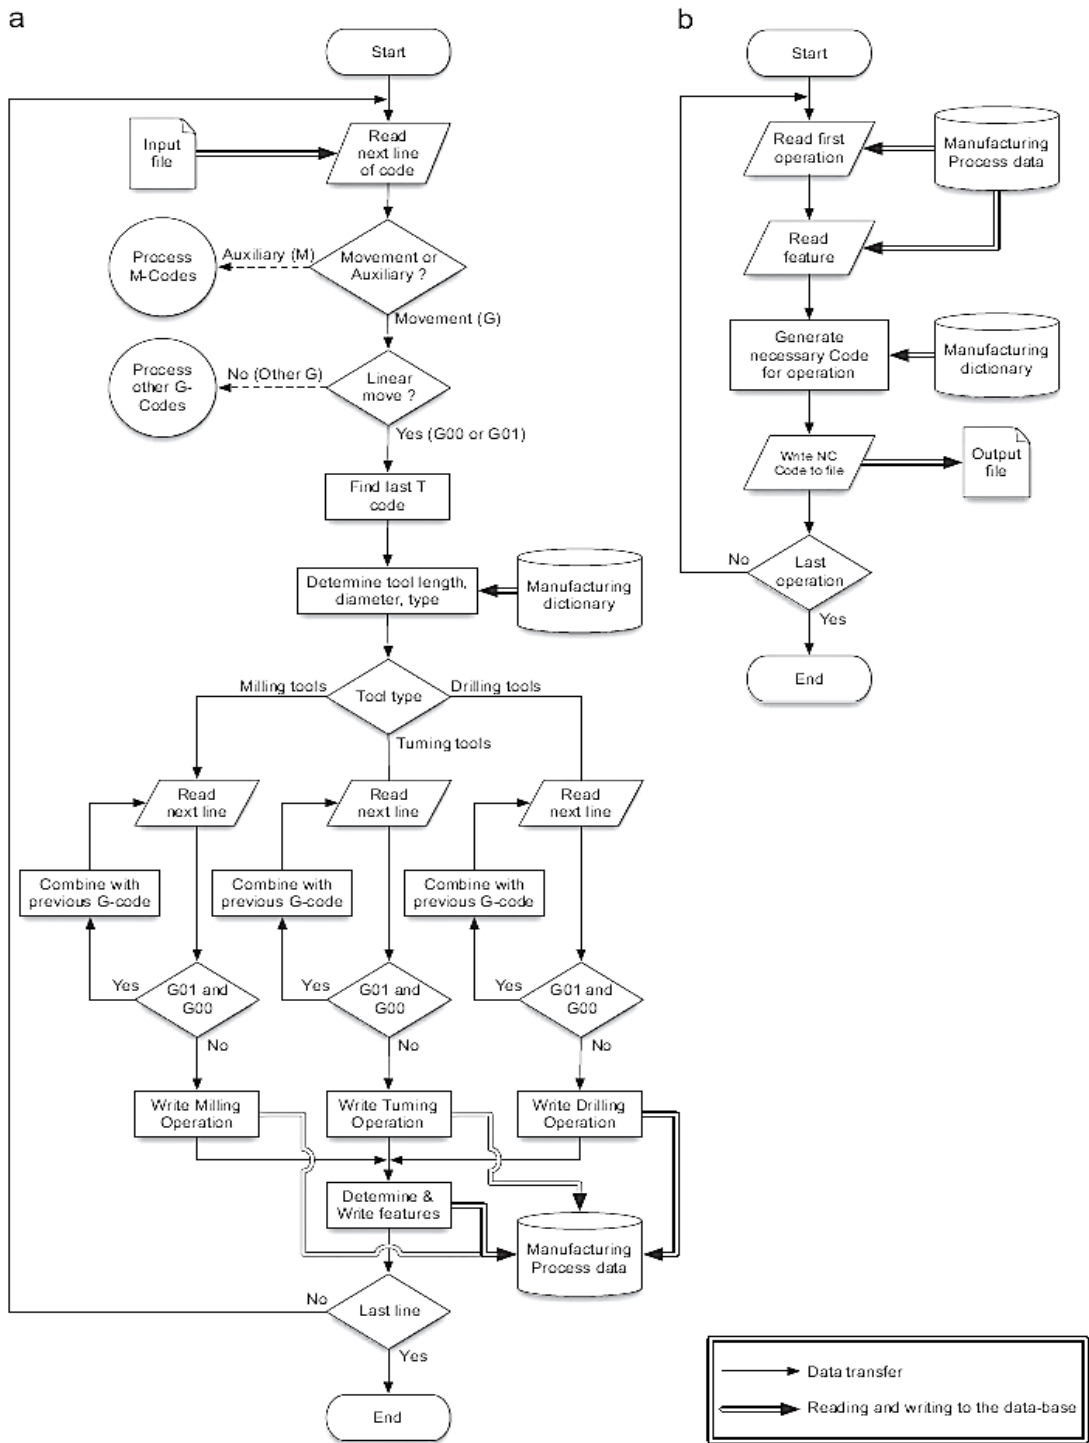 a
Start
Read
next line
of code
Input
file
Movement or
Auxiliary ?
Auxiliary (M)
Process
M-Codes
Movement (G)
Linear
move ?
No (Other G)
Process
other G-
Codes
Yes (G00 or G01)
Find last T
code
Determine tool length,
diameter, type
Manufacturing
dictionary
Tool type
Milling tools
Drilling tools
Turning tools
Read
next line
Read
next line
Read
next line
Combine with
previous G-code
Combine with
previous G-code
Combine with
previous G-code
Yes
G01 and
G00
Yes
G01 and
G00
Yes
G01 and
G00
No
No
No
Write Milling
Operation
Write Turning
Operation
Write Drilling
Operation
Determine &
Write features
Manufacturing
Process data
No
Last line
Yes
End
b
Start
Read first
operation
Manufacturing
Process data
Read
feature
Generate
necessary Code
for operation
Manufacturing
dictionary
Write NC
Code to file
Output
file
No
Last
operation
Yes
End
Data transfer
Reading and writing to the data-base